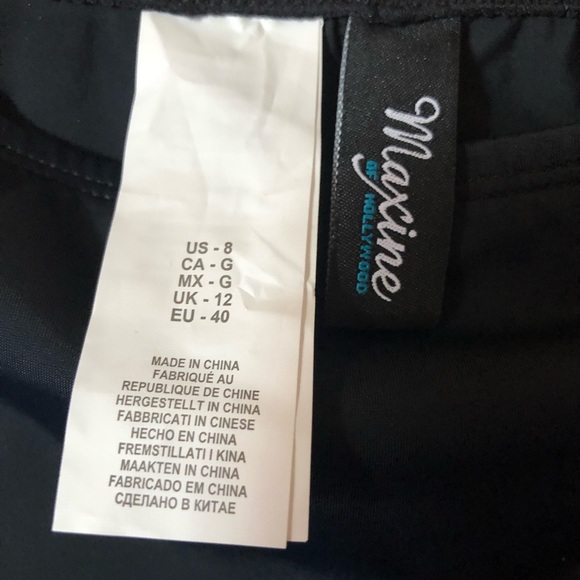 US - 8
CA - G
MX - G
UK - 12
EU - 40
MADE IN CHINA
FABRIQUÉ AU
REPUBLIQUE DE CHINE
HERGESTELLT IN CHINA
FABBRICATI IN CINESE
HECHO EN CHINA
FREMSTILLATI I KINA
MAAKTEN IN CHINA
FABRICADO EM CHINA
СДЕЛАНО В КИТАЕ
Maxine
OF HOLLYWOOD